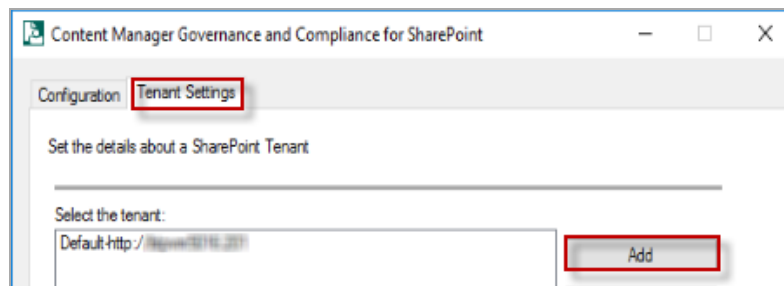 Content Manager Governance and Compliance for SharePoint
Configuration
Tenant Settings
Set the details about a SharePoint Tenant
Select the tenant:
Default-http:/
Add